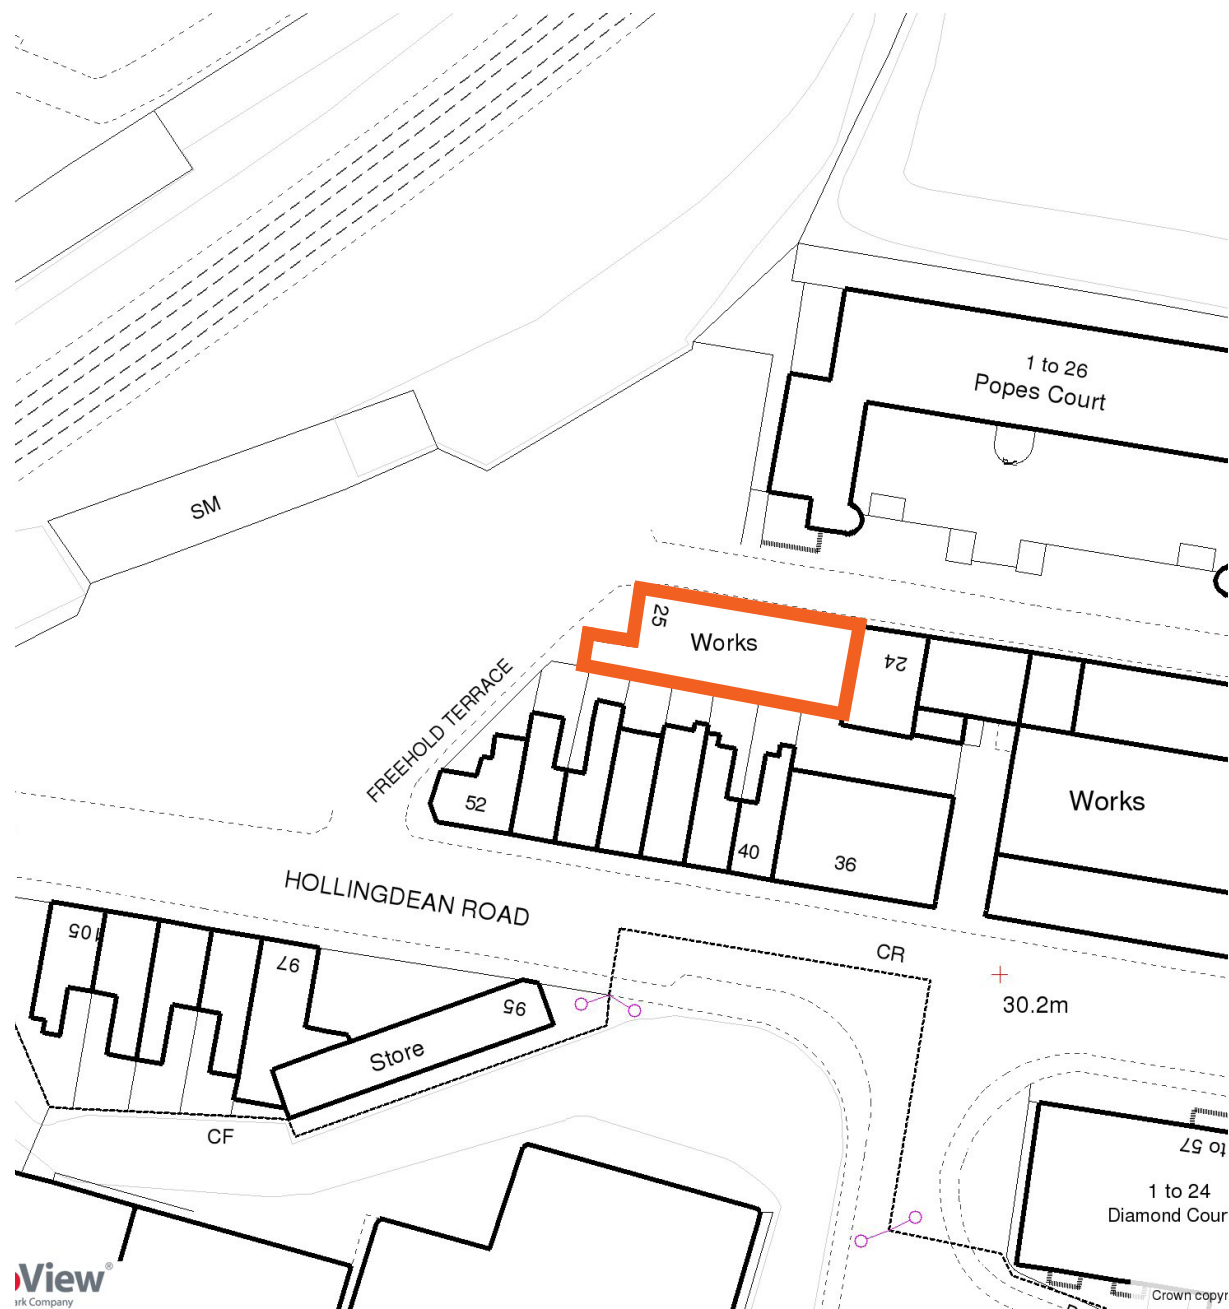 1 to 26
Popes Court
SM
25
Works
24
FREEHOLD TERRACE
52
40
36
Works
HOLLINGDEAN ROAD
105
97
95
Store
CR
30.2m
CF
to 57
1 to 24
Diamond Cour
View®
ark Company
Crown copyr